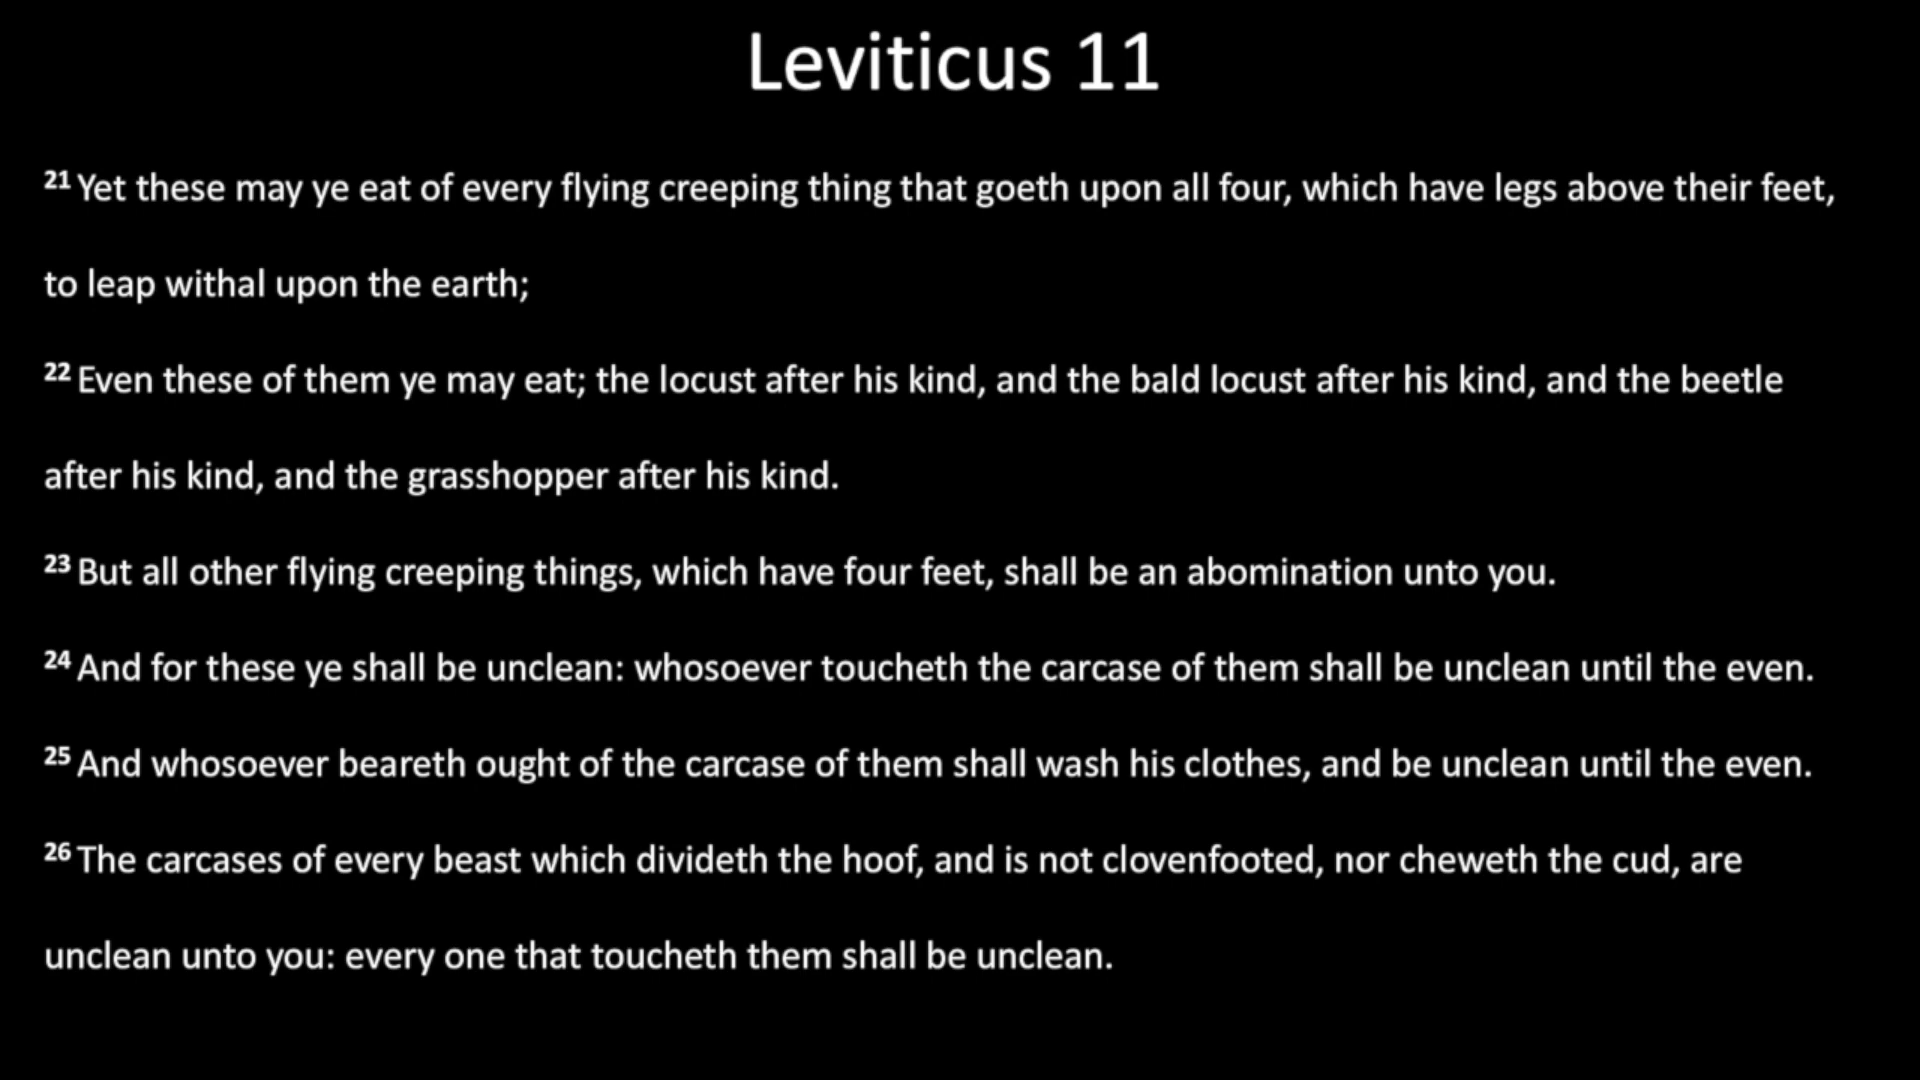 Leviticus 11
21 Yet these may ye eat of every flying creeping thing that goeth upon all four, which have legs above their feet,
to leap withal upon the earth;
22 Even these of them ye may eat; the locust after his kind, and the bald locust after his kind, and the beetle
after his kind, and the grasshopper after his kind.
23 But all other flying creeping things, which have four feet, shall be an abomination unto you.
24 And for these ye shall be unclean: whosoever toucheth the carcase of them shall be unclean until the even.
25 And whosoever beareth ought of the carcase of them shall wash his clothes, and be unclean until the even.
26 The carcases of every beast which divideth the hoof, and is not clovenfooted, nor cheweth the cud, are
unclean unto you: every one that toucheth them shall be unclean.